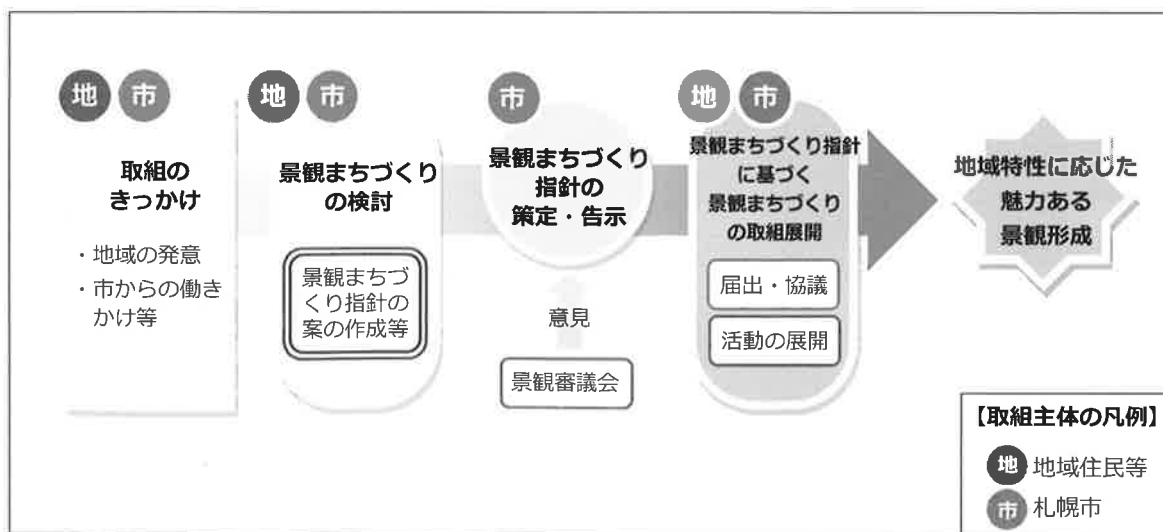 地 市
取組の
きっかけ
・地域の発意
・市からの働き
かけ等
地 市
景観まちづくり
の検討
景観まちづ
くり指針の
案の作成等
市
景観まちづくり
指針の
策定・告示
意見
景観審議会
地 市
景観まちづくり指針
に基づく
景観まちづくり
の取組展開
届出・協議
活動の展開
地域特性に応じた
魅力ある
景観形成
【取組主体の凡例】
地 地域住民等
市 札幌市